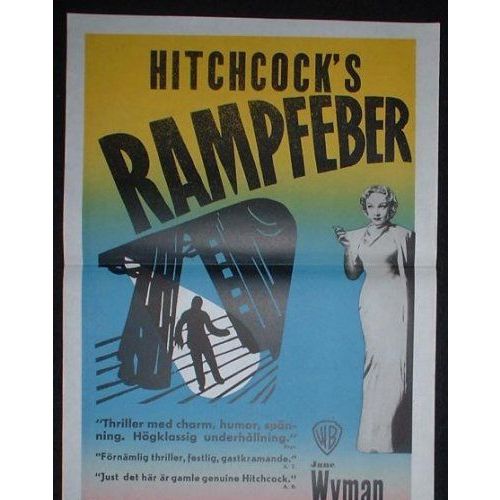 HITCHCOCK'S
RAMPFEBER
"Thriller med charm, humor, spän-
ning. Högklassig underhållning."
"Förnämlig thriller, festlig, gastkramande."
A. T.
"Just det här är gamle genuine Hitchcock."
A. B.
WB
Jane
Wyman